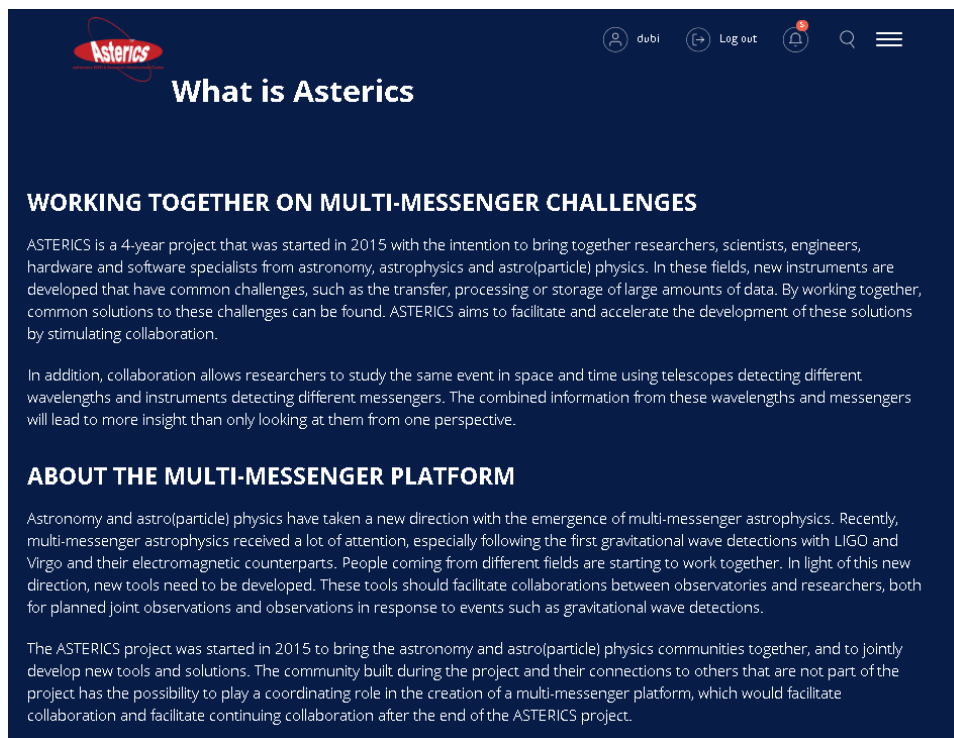 Asterics
dubi
Log out
5
What is Asterics
WORKING TOGETHER ON MULTI-MESSENGER CHALLENGES
ASTERICS is a 4-year project that was started in 2015 with the intention to bring together researchers, scientists, engineers,
hardware and software specialists from astronomy, astrophysics and astro(particle) physics. In these fields, new instruments are
developed that have common challenges, such as the transfer, processing or storage of large amounts of data. By working together,
common solutions to these challenges can be found. ASTERICS aims to facilitate and accelerate the development of these solutions
by stimulating collaboration.
In addition, collaboration allows researchers to study the same event in space and time using telescopes detecting different
wavelengths and instruments detecting different messengers. The combined information from these wavelengths and messengers
will lead to more insight than only looking at them from one perspective.
ABOUT THE MULTI-MESSENGER PLATFORM
Astronomy and astro(particle) physics have taken a new direction with the emergence of multi-messenger astrophysics. Recently,
multi-messenger astrophysics received a lot of attention, especially following the first gravitational wave detections with LIGO and
Virgo and their electromagnetic counterparts. People coming from different fields are starting to work together. In light of this new
direction, new tools need to be developed. These tools should facilitate collaborations between observatories and researchers, both
for planned joint observations and observations in response to events such as gravitational wave detections.
The ASTERICS project was started in 2015 to bring the astronomy and astro(particle) physics communities together, and to jointly
develop new tools and solutions. The community built during the project and their connections to others that are not part of the
project has the possibility to play a coordinating role in the creation of a multi-messenger platform, which would facilitate
collaboration and facilitate continuing collaboration after the end of the ASTERICS project.